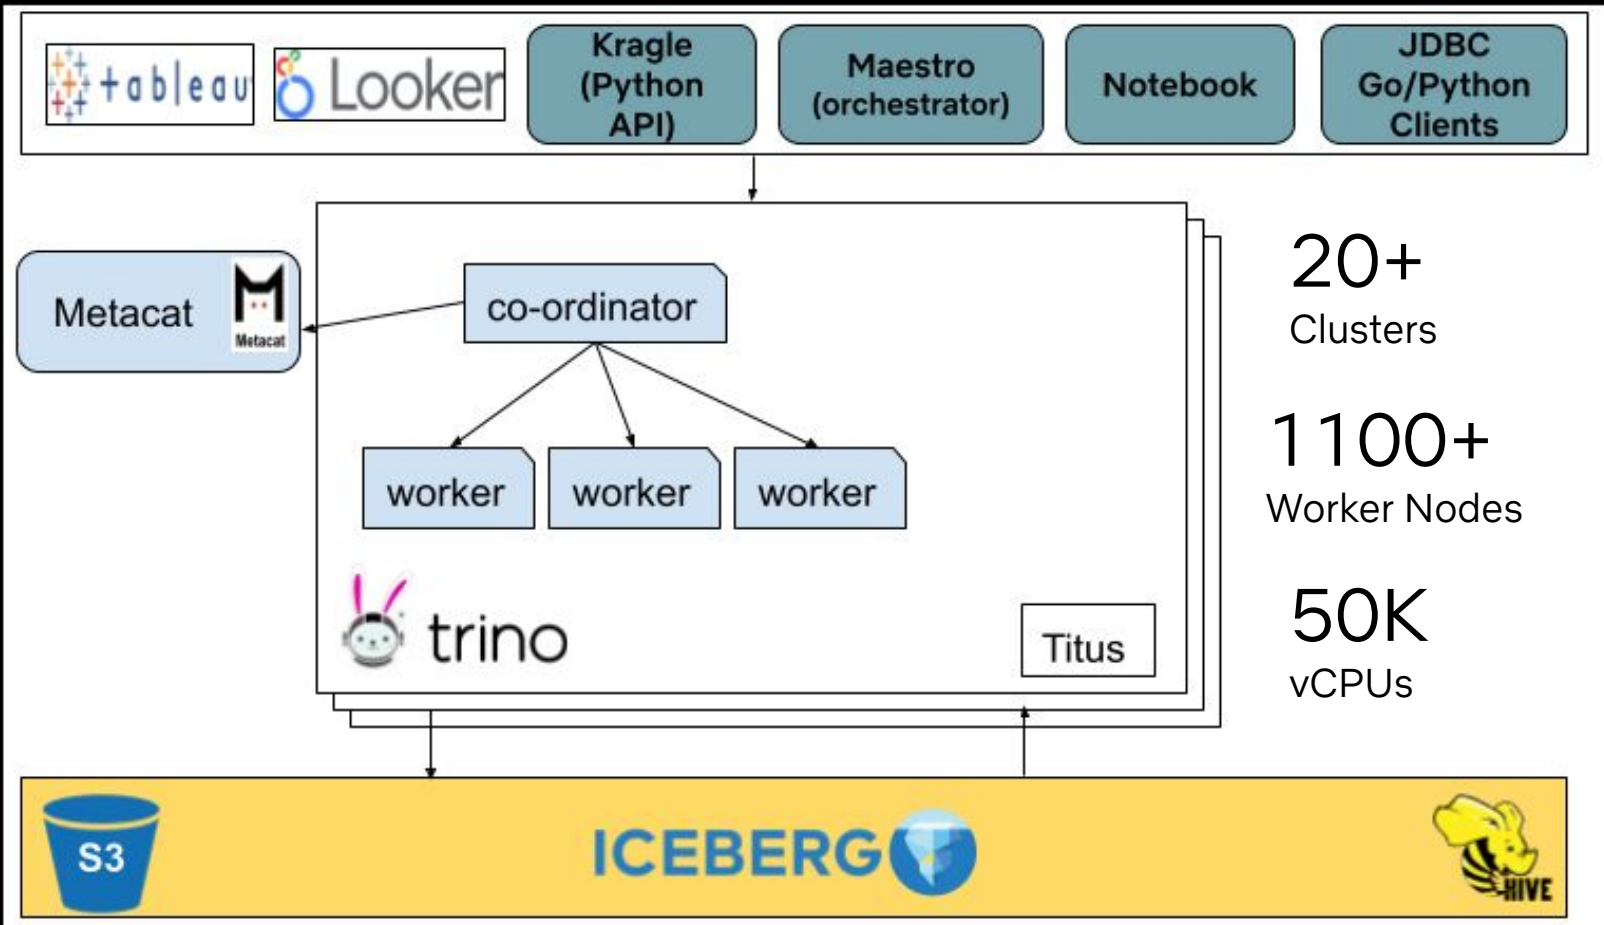 tableau
Looker
Kragle
(Python
API)
Maestro
(orchestrator)
Notebook
JDBC
Go/Python
Clients
Metacat
Metacat
co-ordinator
worker
worker
worker
trino
Titus
20+
Clusters
1100+
Worker Nodes
50K
vCPUs
S3
ICEBERG
HIVE